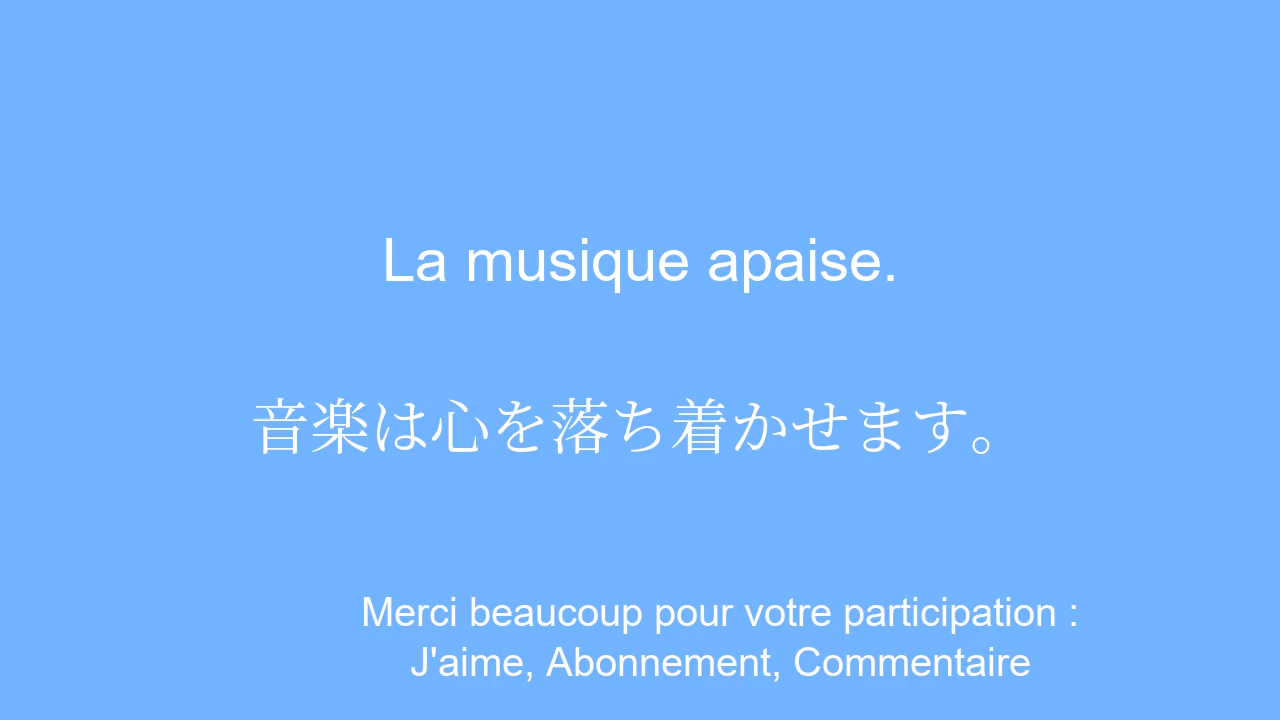 La musique apaise.
音楽は心を落ち着かせます。
Merci beaucoup pour votre participation :
J'aime, Abonnement, Commentaire